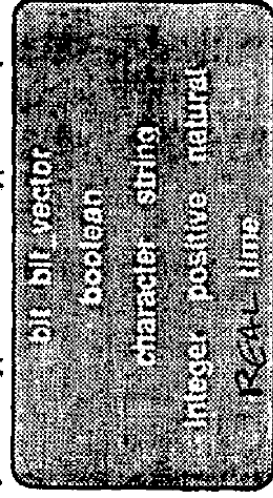 bit bit_vector
boolean
character string
integer positive natural
REAL time